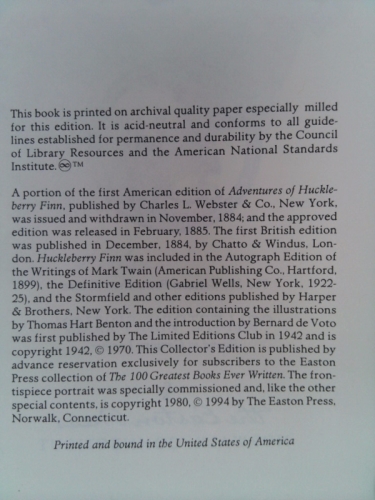 This book is printed on archival quality paper especially milled
for this edition. It is acid-neutral and conforms to all guide-
lines established for permanence and durability by the Council
of Library Resources and the American National Standards
Institute. ♾ ™
A portion of the first American edition of Adventures of Huckle-
berry Finn, published by Charles L. Webster & Co., New York,
was issued and withdrawn in November, 1884; and the approved
edition was released in February, 1885. The first British edition
was published in December, 1884, by Chatto & Windus, Lon-
don. Huckleberry Finn was included in the Autograph Edition of
the Writings of Mark Twain (American Publishing Co., Hartford,
1899), the Definitive Edition (Gabriel Wells, New York, 1922-
25), and the Stormfield and other editions published by Harper
& Brothers, New York. The edition containing the illustrations
by Thomas Hart Benton and the introduction by Bernard de Voto
was first published by The Limited Editions Club in 1942 and is
copyright 1942, © 1970. This Collector's Edition is published by
advance reservation exclusively for subscribers to the Easton
Press collection of The 100 Greatest Books Ever Written. The fron-
tispiece portrait was specially commissioned and, like the other
special contents, is copyright 1980, © 1994 by The Easton Press,
Norwalk, Connecticut.
Printed and bound in the United States of America